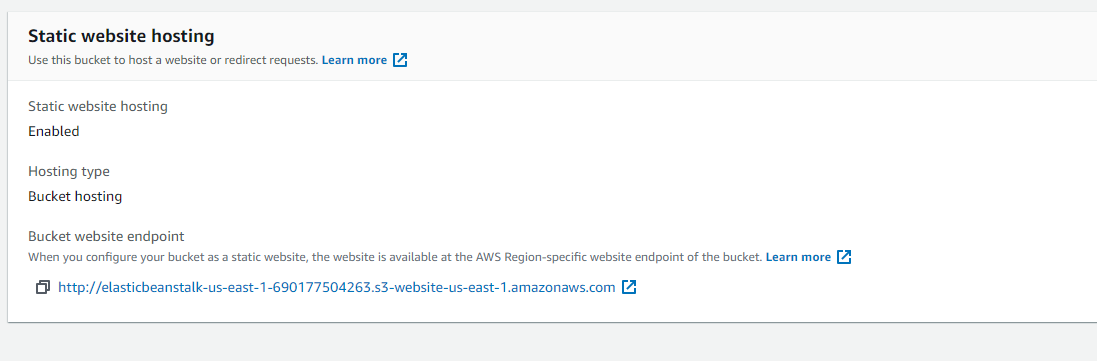 Static website hosting
Use this bucket to host a website or redirect requests. Learn more
Static website hosting
Enabled
Hosting type
Bucket hosting
Bucket website endpoint
When you configure your bucket as a static website, the website is available at the AWS Region-specific website endpoint of the bucket. Learn more
http://elasticbeanstalk-us-east-1-690177504263.s3-website-us-east-1.amazonaws.com